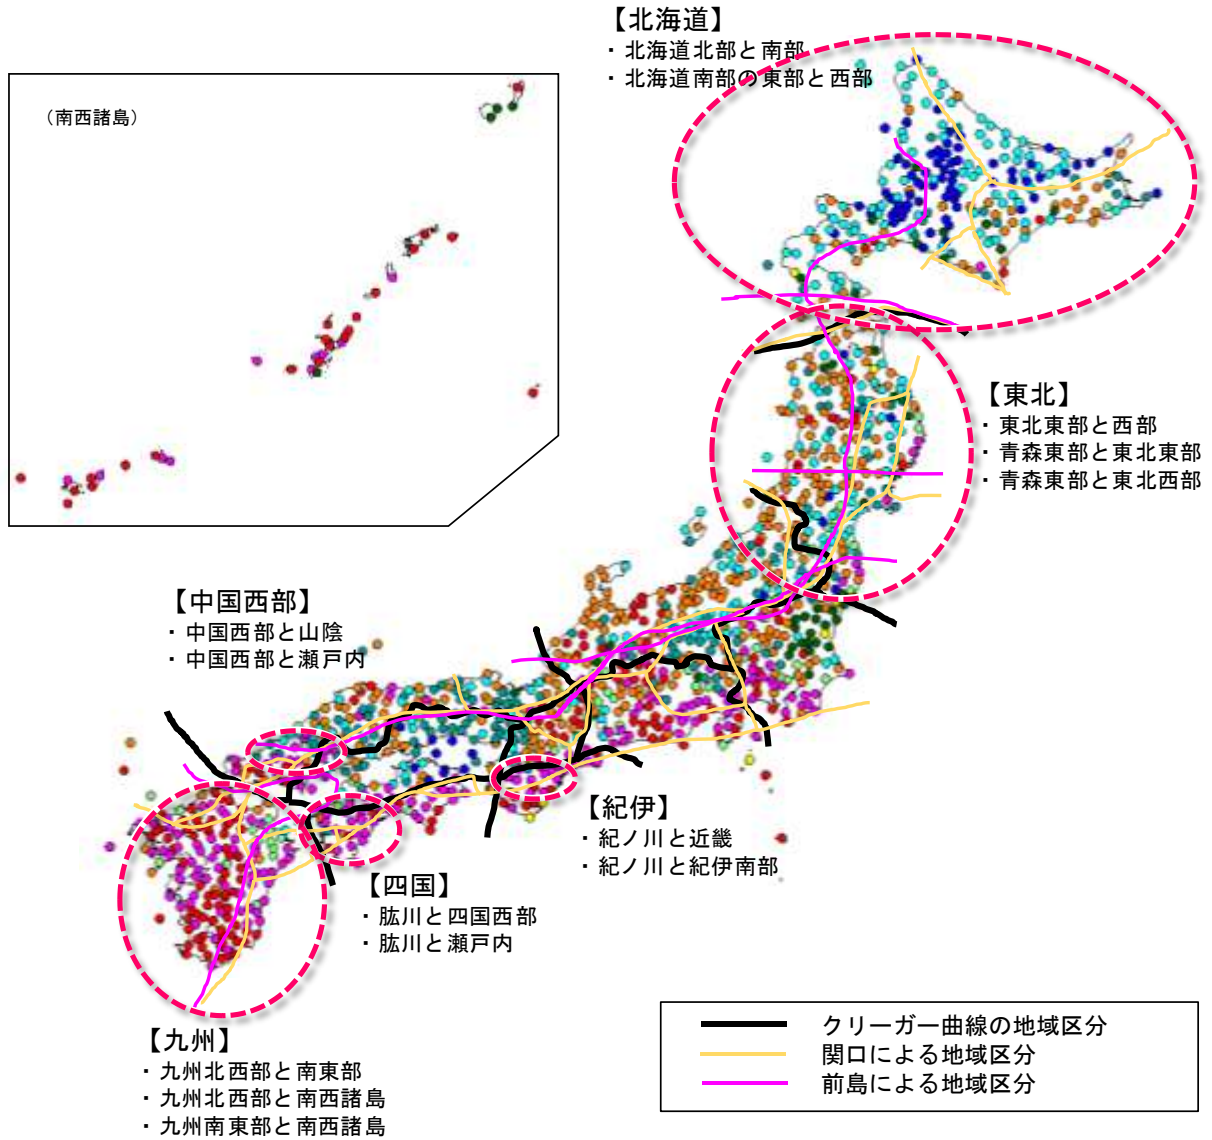 【北海道】
・北海道北部と南部
・北海道南部の東部と西部
（南西諸島）
【東北】
・東北東部と西部
・青森東部と東北東部
・青森東部と東北西部
【中国西部】
・中国西部と山陰
・中国西部と瀬戸内
【紀伊】
・紀ノ川と近畿
・紀ノ川と紀伊南部
【四国】
・肱川と四国西部
・肱川と瀬戸内
【九州】
・九州北西部と南東部
・九州北西部と南西諸島
・九州南東部と南西諸島
クリーガー曲線の地域区分
関口による地域区分
前島による地域区分